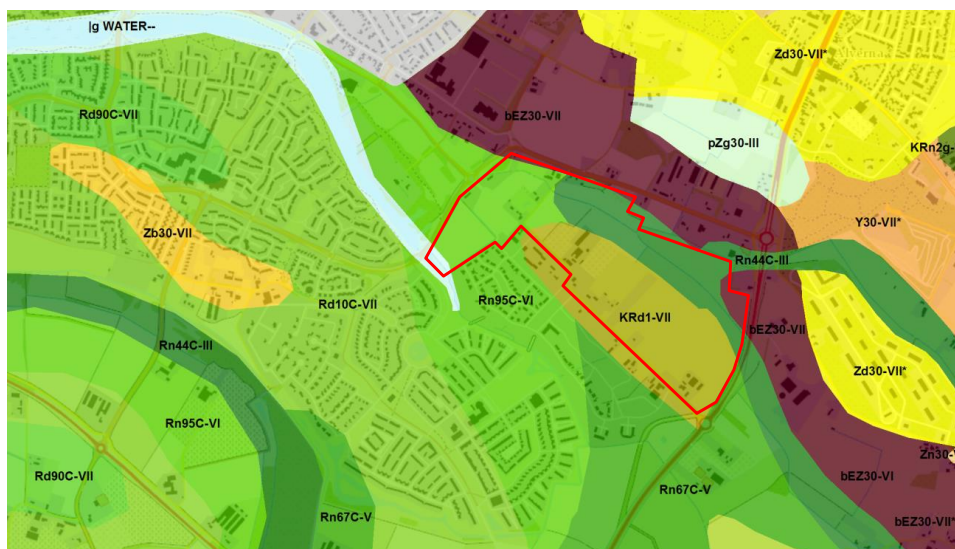 |g WATER--
Zd30-VII*
Alverna
Rd90C-VII
bEZ30-VII
pZg30-III
KRn2g-
Zb30-VII
Y30-VII*
Rn44C-III
Rd10C-VII
Rn95C-VI
KRd1-VII
bEZ30-VII
Rn44C-III
Zd30-VII*
Rn95C-VI
Zn30-V
Rd90C-VII
bEZ30-VI
Rn67C-V
Rn67C-V
bEZ30-VII*